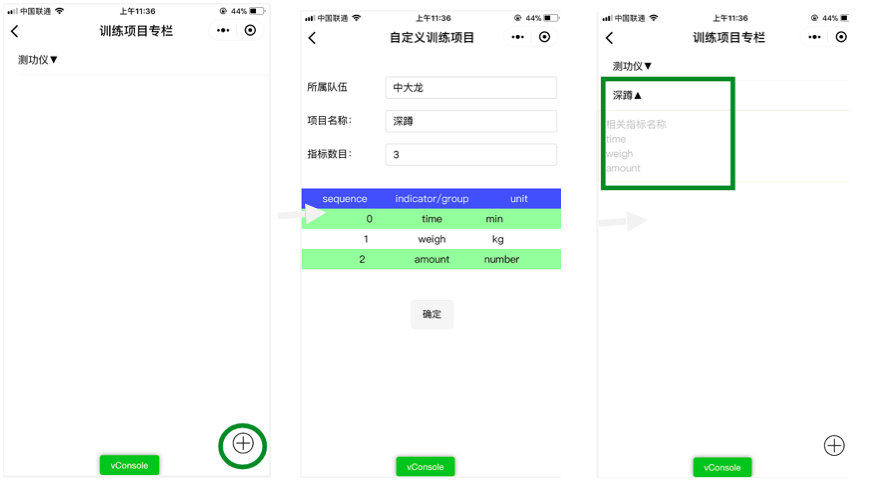 中国联通
上午11:36
44%
训练项目专栏
测功仪▼
vConsole
中国联通
上午11:36
44%
自定义训练项目
所属队伍
中大龙
项目名称:
深蹲
指标数目:
3
sequence indicator/group unit
0 time min
1 weigh kg
2 amount number
确定
vConsole
中国联通
上午11:36
44%
训练项目专栏
测功仪▼
深蹲▲
相关指标名称
time
weigh
amount
vConsole